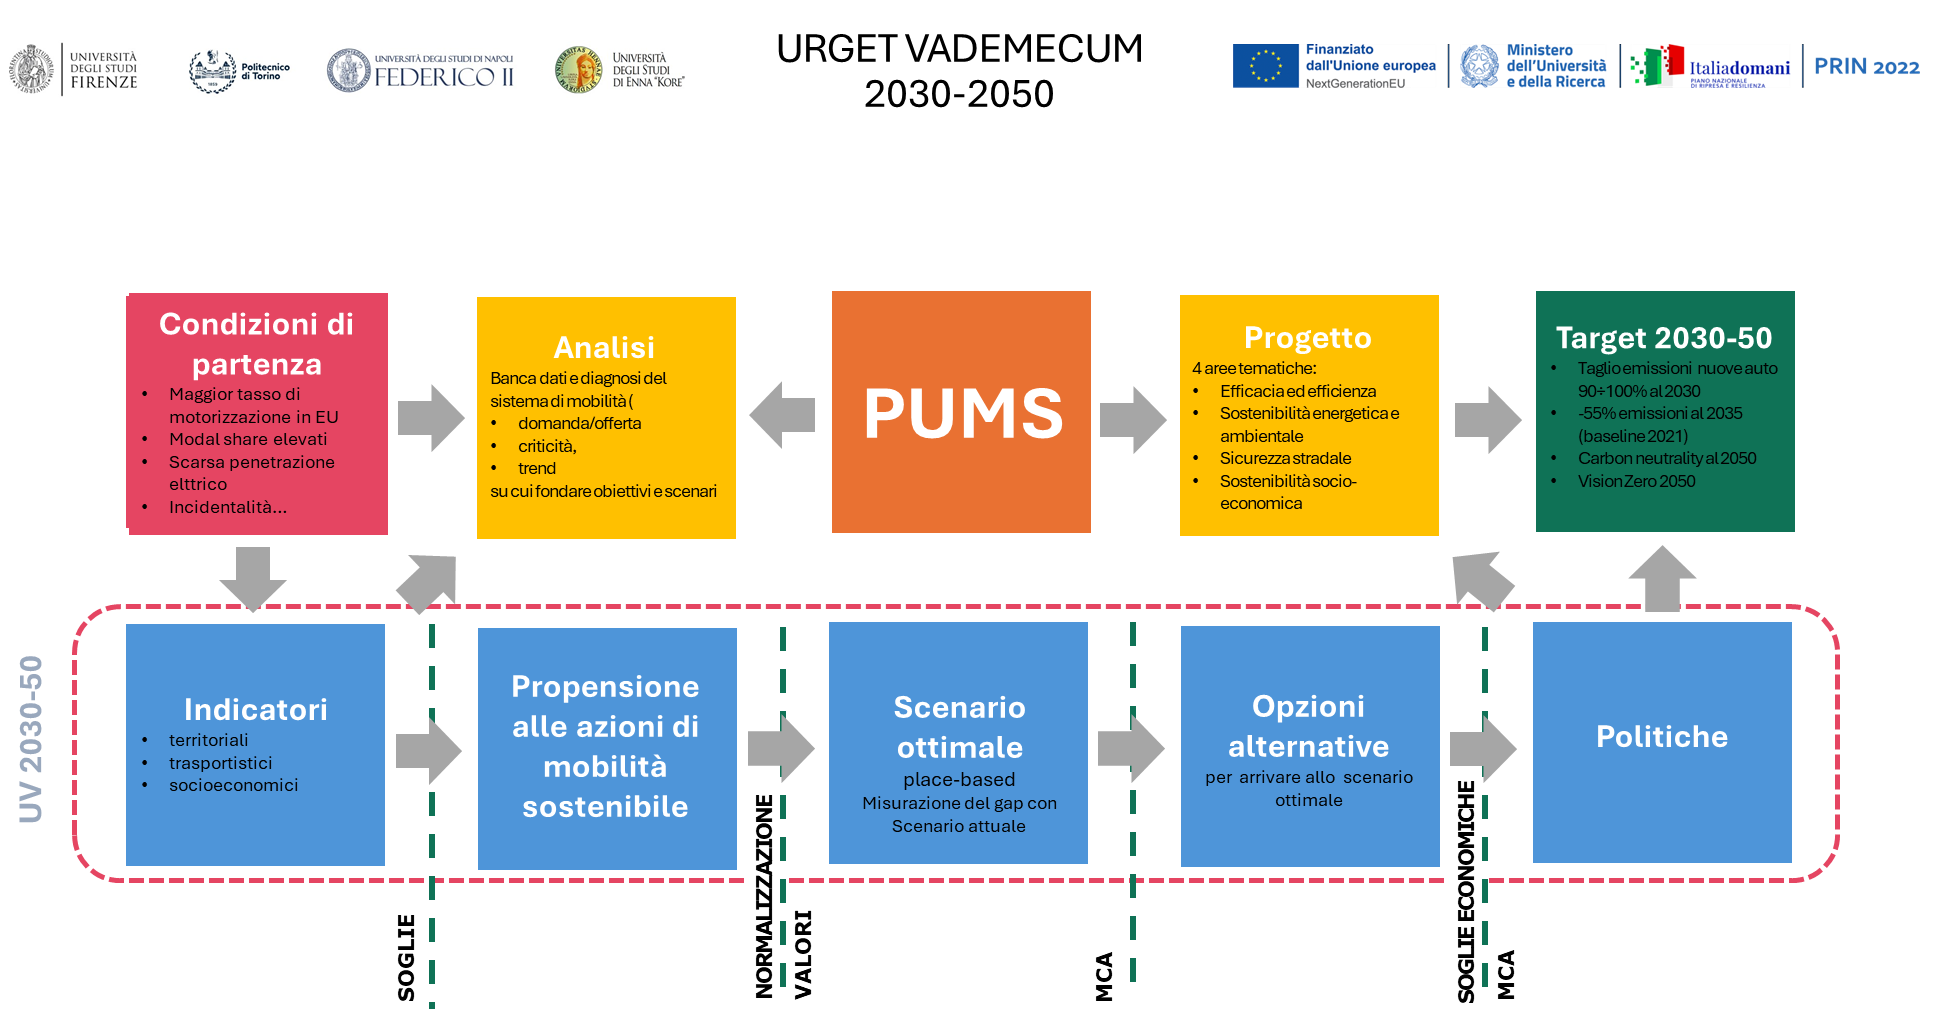 UNIVERSITÀ
DEGLI STUDI
FIRENZE
Politecnico
di Torino
UNIVERSITÀ DEGLI STUDI DI NAPOLI
FEDERICO II
UNIVERSITÀ
DEGLI STUDI
DI ENNA "KORE"
URGET VADEMECUM
2030-2050
Finanziato
dall'Unione europea
NextGenerationEU
Ministero
dell'Università
e della Ricerca
Italiadomani
PIANO NAZIONALE
DI RIPRESA E RESILIENZA
PRIN 2022
Condizioni di
partenza
• Maggior tasso di
motorizzazione in EU
• Modal share elevati
• Scarsa penetrazione
elttrico
• Incidentalità...
Analisi
Banca dati e diagnosi del
sistema di mobilità (
• domanda/offerta
• criticità,
• trend
su cui fondare obiettivi e scenari
PUMS
Progetto
4 aree tematiche:
• Efficacia ed efficienza
• Sostenibilità energetica e
ambientale
• Sicurezza stradale
• Sostenibilità socio-
economica
Target 2030-50
• Taglio emissioni nuove auto
90÷100% al 2030
• -55% emissioni al 2035
(baseline 2021)
• Carbon neutrality al 2050
• Vision Zero 2050
UV 2030-50
Indicatori
• territoriali
• trasportistici
• socioeconomici
Propensione
alle azioni di
mobilità
sostenibile
Scenario
ottimale
place-based
Misurazione del gap con
Scenario attuale
Opzioni
alternative
per arrivare allo scenario
ottimale
Politiche
SOGLIE
NORMALIZZAZIONE
VALORI
MCA
SOGLIE ECONOMICHE
MCA